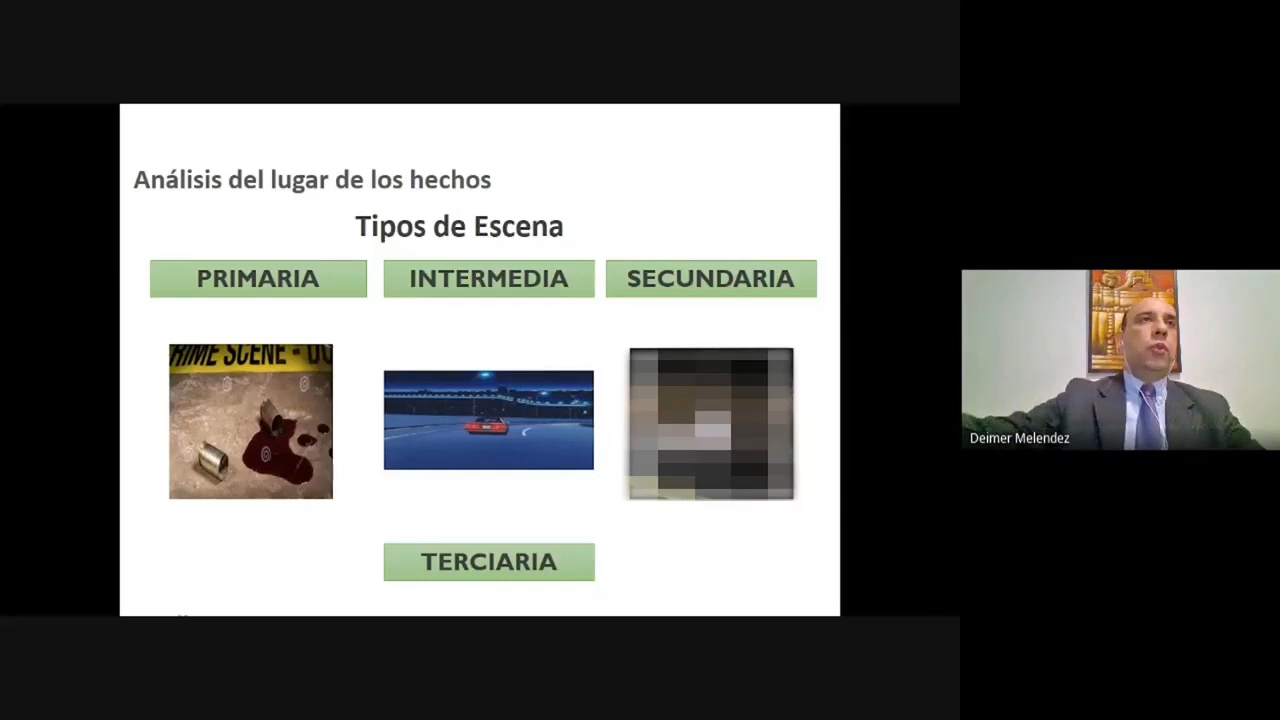 Análisis del lugar de los hechos
Tipos de Escena
PRIMARIA
INTERMEDIA
SECUNDARIA
RIME SCENE - DO
TERCIARIA
Deimer Melendez